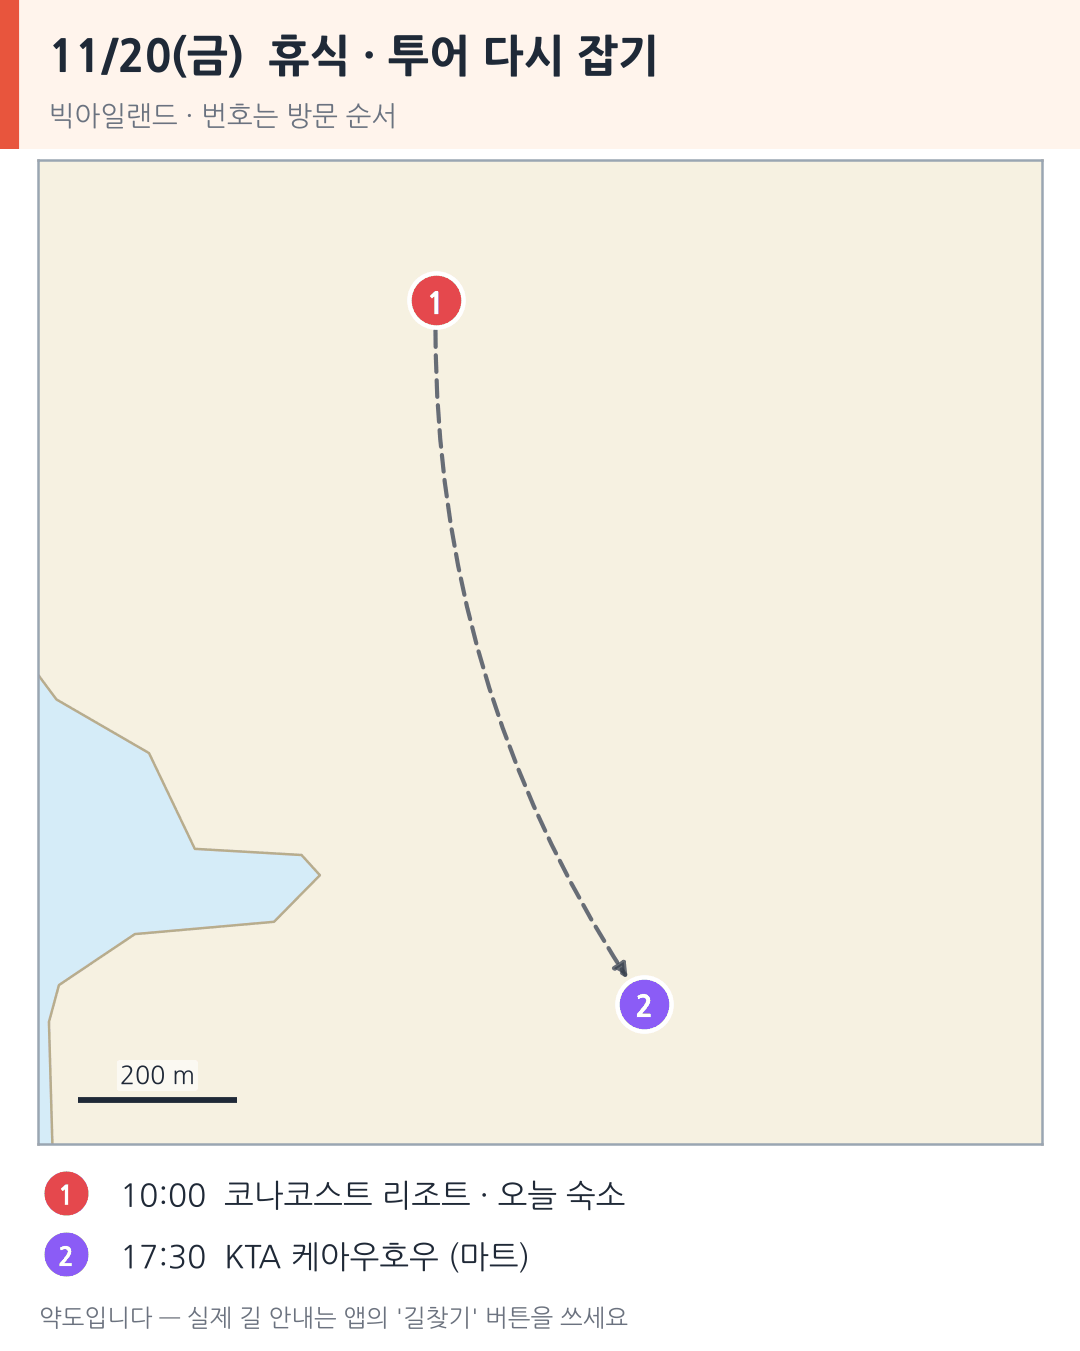 11/20(금) 휴식 · 투어 다시 잡기
빅아일랜드 · 번호는 방문 순서
1
2
200 m
1 10:00 코나코스트 리조트 · 오늘 숙소
2 17:30 KTA 케아우호우 (마트)
약도입니다 — 실제 길 안내는 앱의 '길찾기' 버튼을 쓰세요